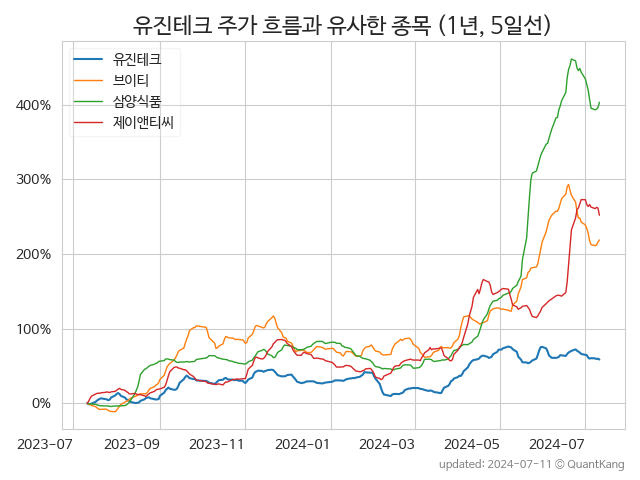 유진테크 주가 흐름과 유사한 종목 (1년, 5일선)
유진테크
브이티
삼양식품
제이앤티씨
400%
300%
200%
100%
0%
2023-07 2023-09 2023-11 2024-01 2024-03 2024-05 2024-07
updated: 2024-07-11 © QuantKang